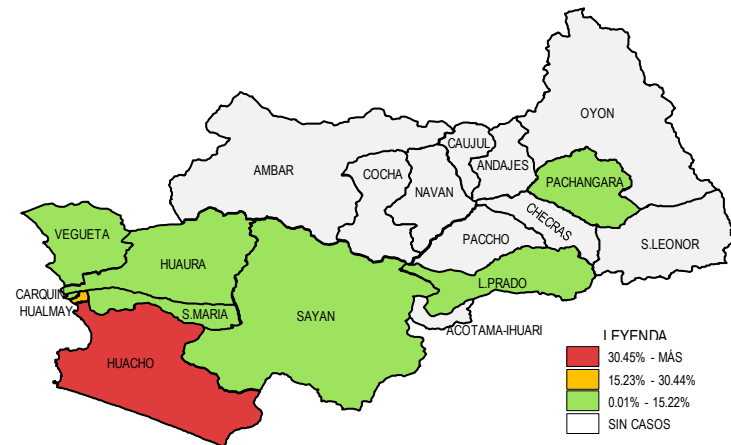 OYON
CAUJUL
ANDAJES
COCHA
AMBAR
NAVAN
PACHANGARA
CHECRAS
VEGUETA
PACCHO
S.LEONOR
HUAURA
L.PRADO
CARQUIN
HUALMAY
S.MARIA
SAYAN
ACOTAMA-IHUARI
HUACHO
LEYENDA
30.45% - MÁS
15.23% - 30.44%
0.01% - 15.22%
SIN CASOS